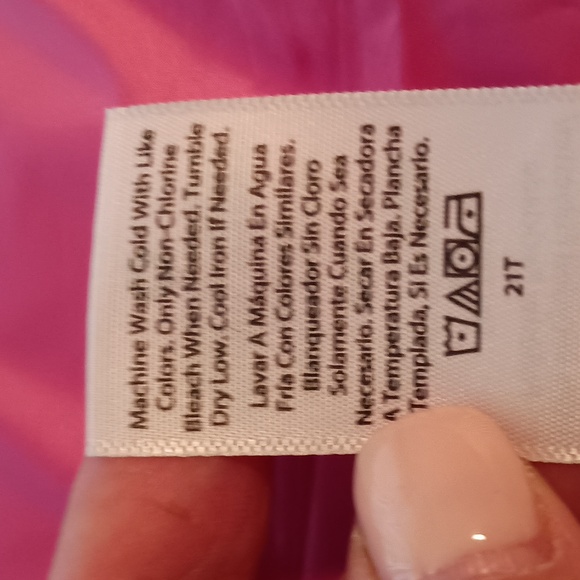 Machine Wash Cold With Like
Colors. Only Non-Chlorine
Bleach When Needed. Tumble
Dry Low. Cool Iron If Needed.
Lavar A Máquina En Agua
Fría Con Colores Similares.
Blanqueador Sin Cloro
Solamente Cuando Sea
Necesario. Secar En Secadora
A Temperatura Baja. Plancha
Templada, Si Es Necesario.
21T